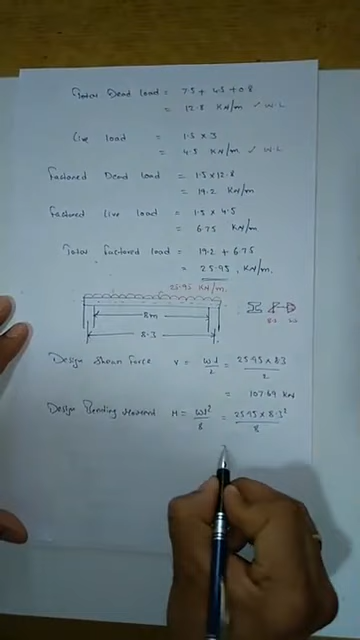 Total Dead load = 7.5 + 4.5 + 0.8
= 12.8 KN/m ✓ W.L
Live load = 1.5 × 3
= 4.5 KN/m ✓ W.L
Factored Dead load = 1.5 × 12.8
= 19.2 KN/m
Factored live load = 1.5 × 4.5
= 6.75 KN/m
Total factored load = 19.2 + 6.75
= 25.95 KN/m.
25.95 KN/m.
8m
8.3
Design Shear Force V = wl/2 = 25.95 × 8.3/2
= 107.69 KN
Design Bending Moment M = wl²/8 = 25.95 × 8.3²/8